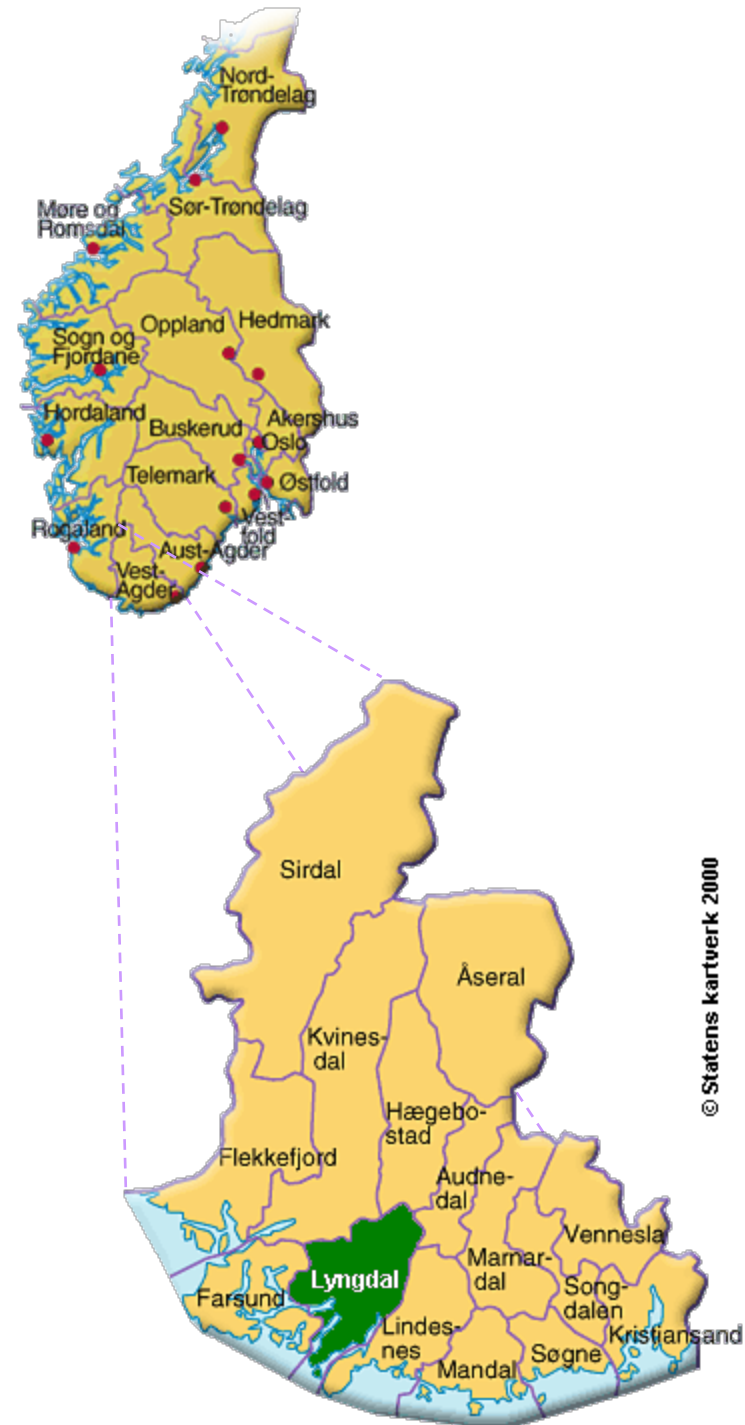 Nord-
Trøndelag
Sør-Trøndelag
Møre og
Romsdal
Oppland
Hedmark
Sogn og
Fjordane
Hordaland
Buskerud
Akershus
Oslo
Telemark
Østfold
Vest-
fold
Rogaland
Aust-Agder
Vest-
Agder
Sirdal
Åseral
Kvines-
dal
Hægebo-
stad
Flekkefjord
Audne-
dal
Vennesla
Marnar-
dal
Lyngdal
Song-
dalen
Farsund
Lindes-
nes
Kristiansand
Søgne
Mandal
© Statens kartverk 2000